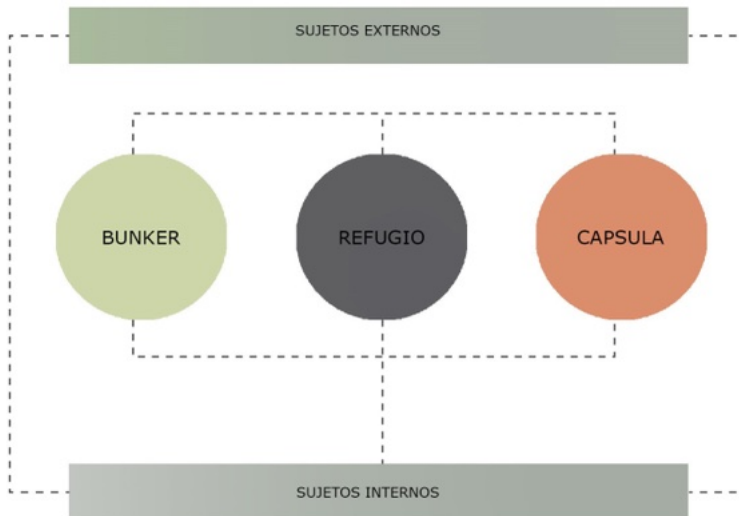 SUJETOS EXTERNOS
BUNKER
REFUGIO
CAPSULA
SUJETOS INTERNOS